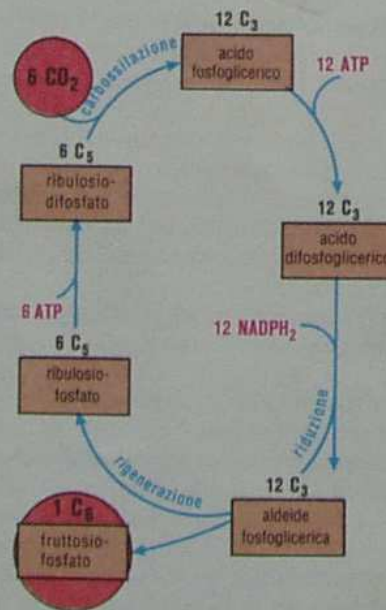 12 C₃
acido
fosfoglicerico
6 CO₂
carbossilazione
12 ATP
6 C₅
ribulosio-
difosfato
12 C₃
acido
difosfoglicerico
6 ATP
12 NADPH₂
6 C₅
ribulosio-
fosfato
riduzione
rigenerazione
12 C₃
aldeide
fosfoglicerica
1 C₆
fruttosio-
fosfato